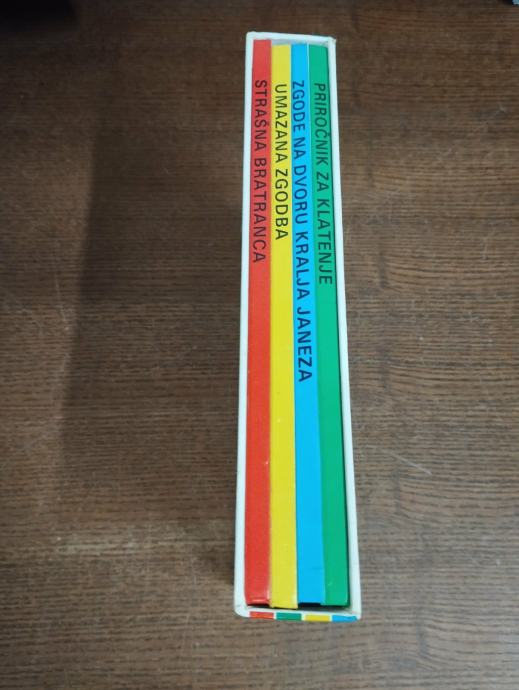 STRAŠNA BRATRANCA
UMAZANA ZGODBA
ZGODE NA DVORU KRALJA JANEZA
PRIROČNIK ZA KLATENJE